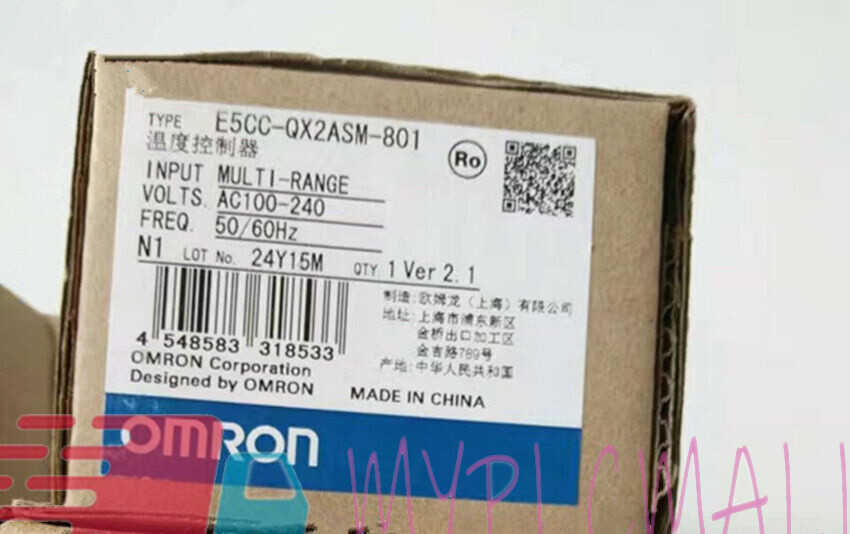 TYPE E5CC-QX2ASM-801
温度控制器
Ro
INPUT MULTI-RANGE
VOLTS. AC100-240
FREQ. 50/60Hz
N1 LOT No. 24Y15M QTY. 1 Ver 2.1
制造:欧姆龙(上海)有限公司
地址:上海市浦东新区
金桥出口加工区
金吉路789号
产地:中华人民共和国
4 548583 318533
OMRON Corporation
Designed by OMRON
MADE IN CHINA
OMRON
MYPLCMALL